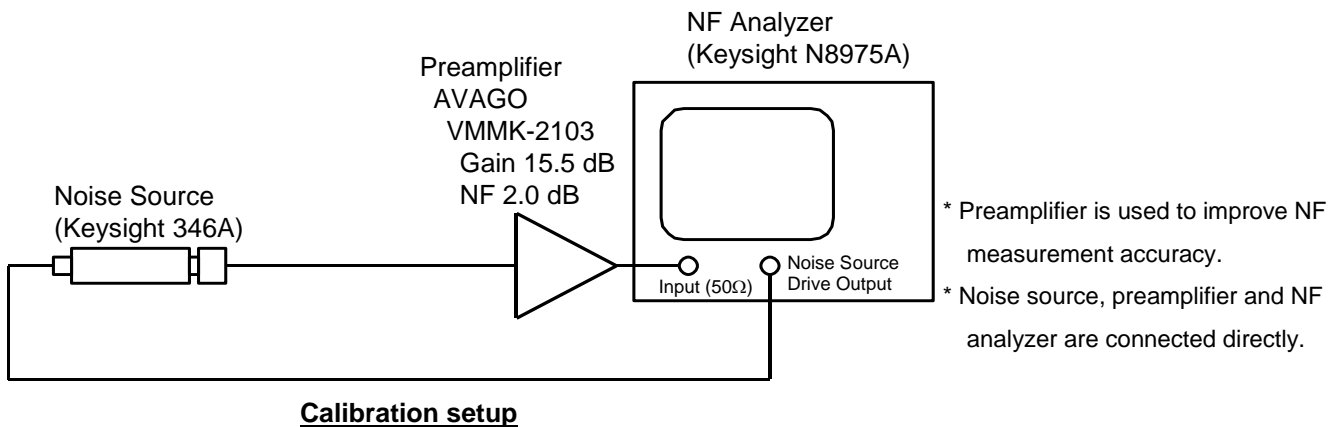 NF Analyzer
(Keysight N8975A)
Preamplifier
AVAGO
VMMK-2103
Gain 15.5 dB
NF 2.0 dB
Noise Source
(Keysight 346A)
Input (50Ω)
Noise Source
Drive Output
* Preamplifier is used to improve NF
measurement accuracy.
* Noise source, preamplifier and NF
analyzer are connected directly.
Calibration setup